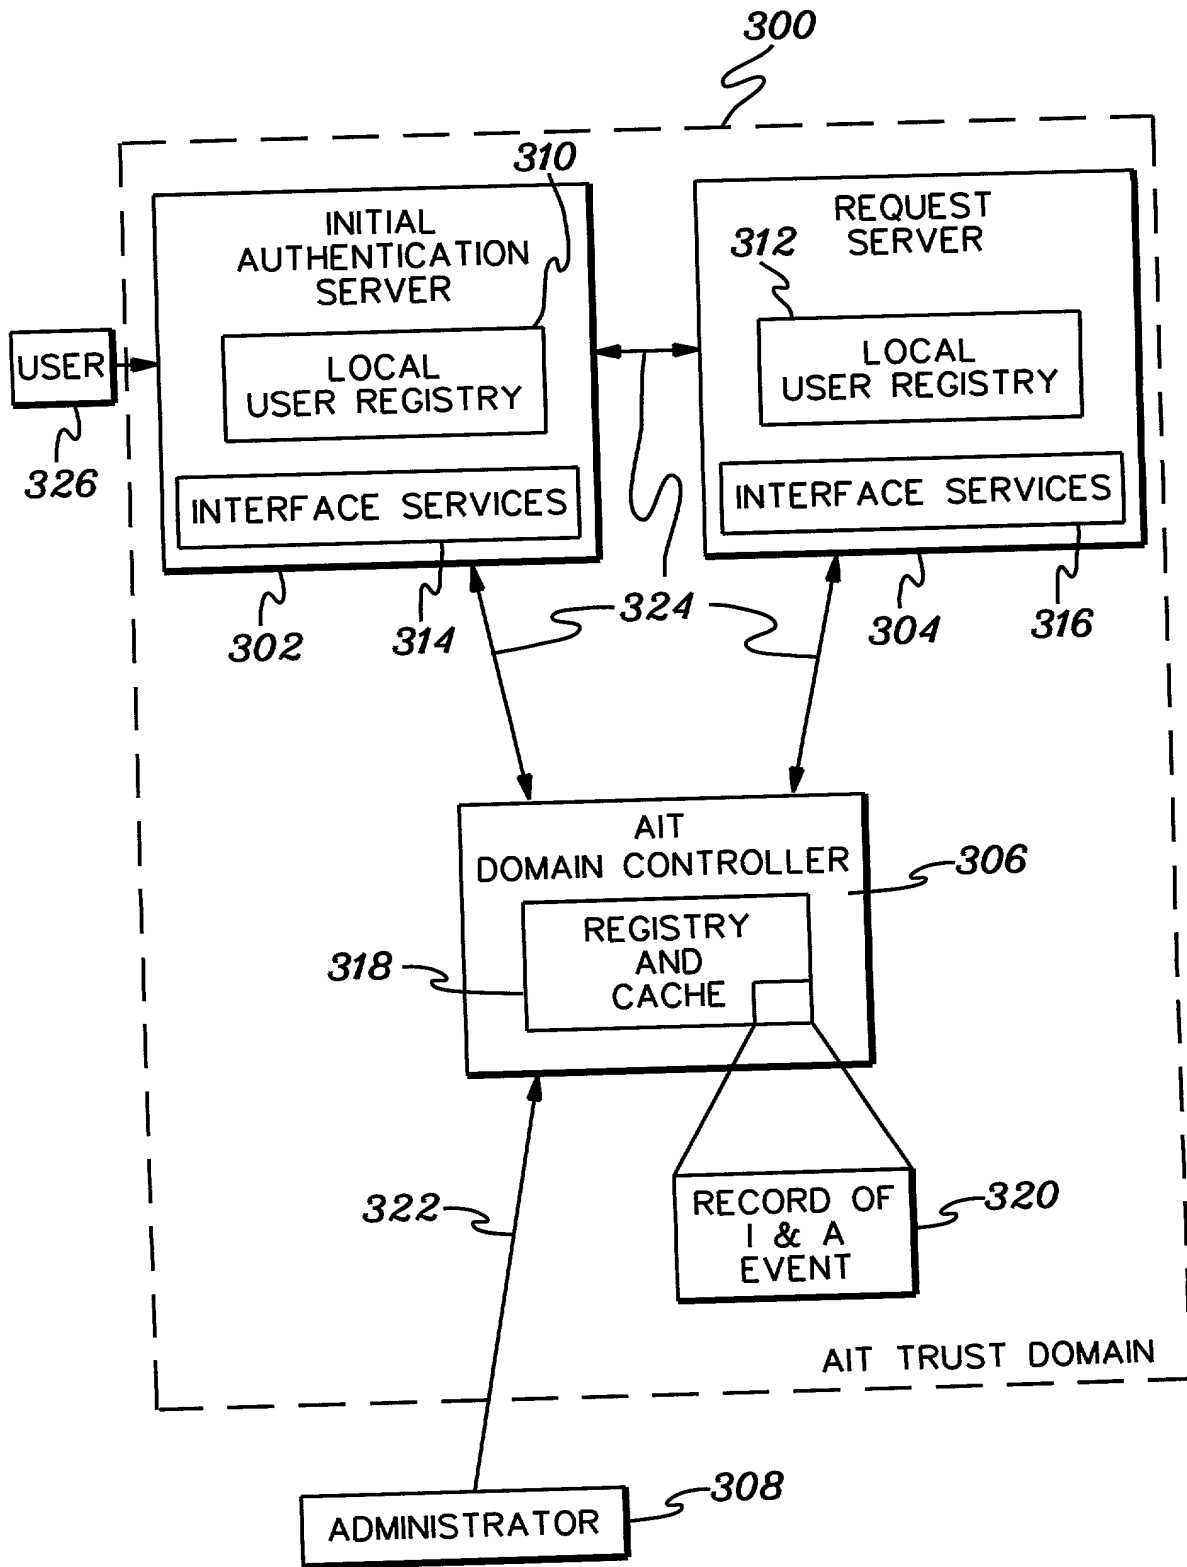 300
310
INITIAL
AUTHENTICATION
SERVER
REQUEST
SERVER
312
LOCAL
USER REGISTRY
LOCAL
USER REGISTRY
USER
326
INTERFACE SERVICES
INTERFACE SERVICES
302
314
324
304
316
AIT
DOMAIN CONTROLLER
306
REGISTRY
AND
CACHE
318
322
RECORD OF
I & A
EVENT
320
AIT TRUST DOMAIN
308
ADMINISTRATOR